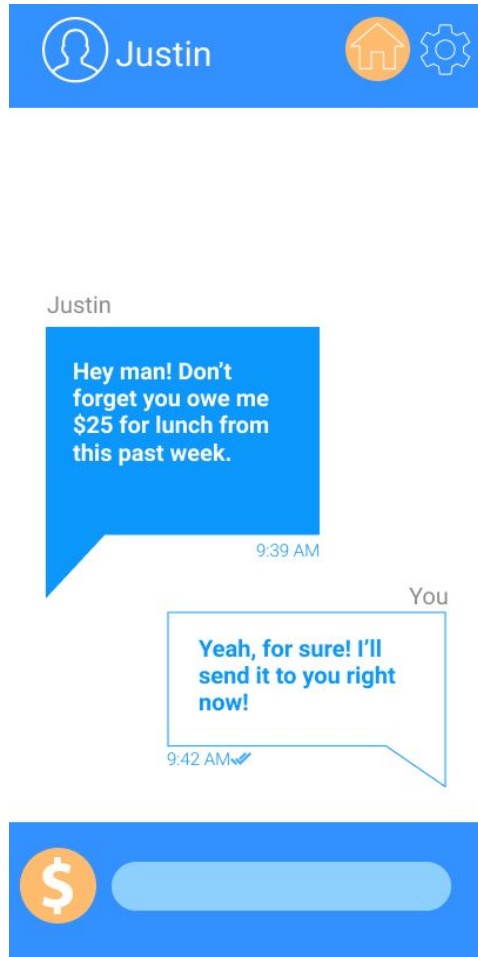 Justin
Justin
Hey man! Don’t
forget you owe me
$25 for lunch from
this past week.
9:39 AM
You
Yeah, for sure! I’ll
send it to you right
now!
9:42 AM
$